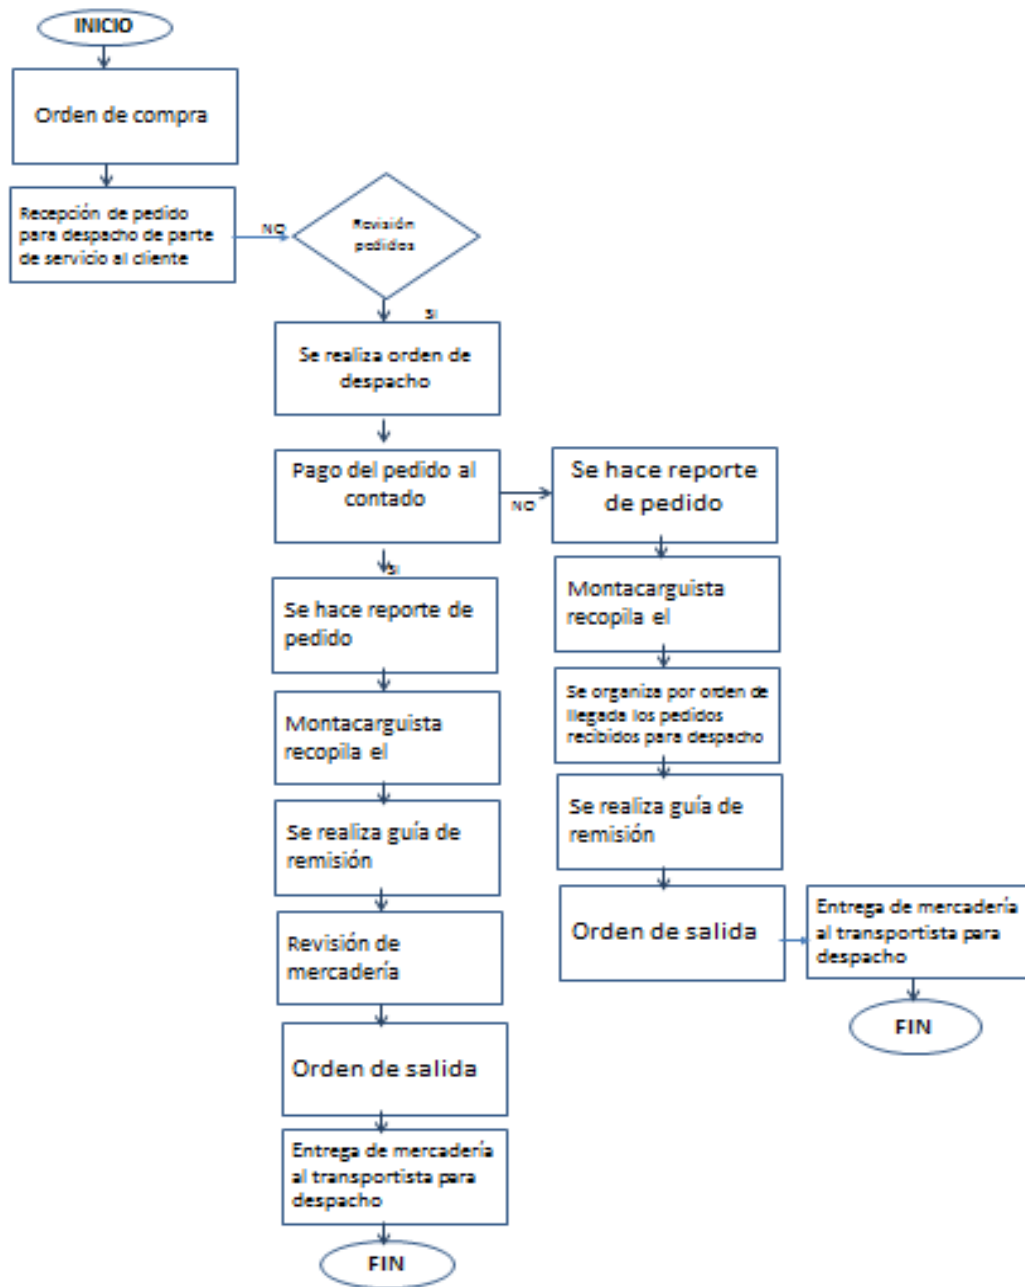 INICIO
Orden de compra
Recepción de pedido
para despacho de parte
de servicio al cliente
NO
Revisión
pedidos
SI
Se realiza orden de
despacho
Pago del pedido al
contado
NO
SI
Se hace reporte de
pedido
Montacarguista
recopila el
Se realiza guía de
remisión
Revisión de
mercadería
Orden de salida
Entrega de mercadería
al transportista para
despacho
FIN
Se hace reporte
de pedido
Montacarguista
recopila el
Se organiza por orden de
llegada los pedidos
recibidos para despacho
Se realiza guía de
remisión
Orden de salida
Entrega de mercadería
al transportista para
despacho
FIN